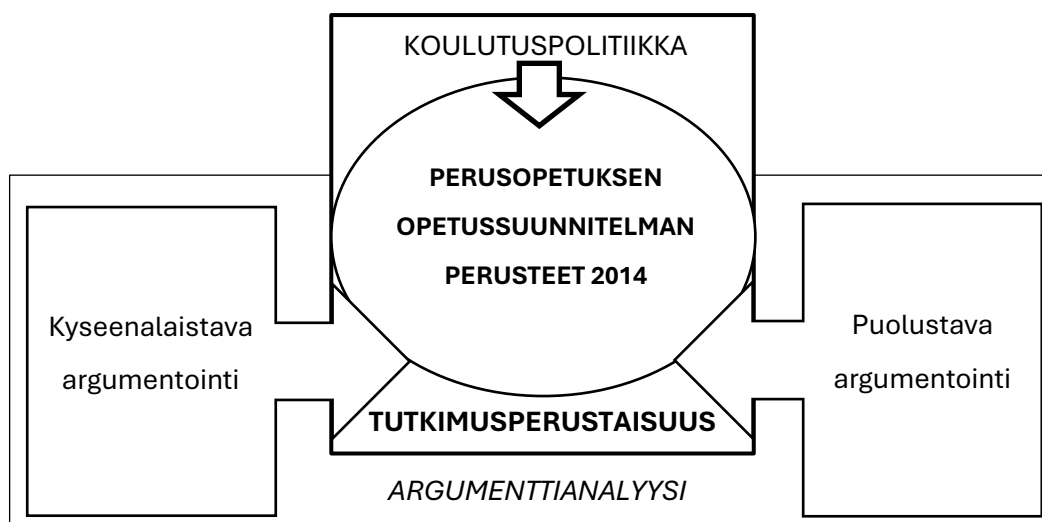 KOULUTUSPOLITIIKKA
PERUSOPETUKSEN
OPETUSSUUNNITELMAN
PERUSTEET 2014
Kyseenalaistava
argumentointi
Puolustava
argumentointi
TUTKIMUSPERUSTAISUUS
ARGUMENTTIANALYYSI